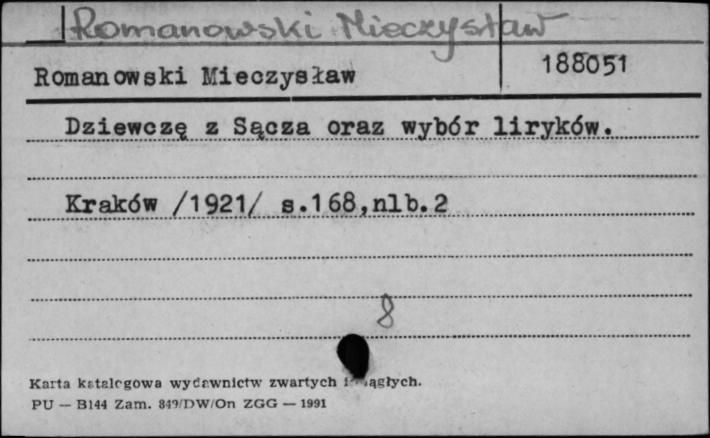 Romanowski Mieczysław
Romanowski Mieczysław 188051
Dziewczę z Sącza oraz wybór liryków.
Kraków /1921/ s.168,nlb.2
8
Karta katalogowa wydawnictw zwartych i ciągłych.
PU — B144 Zam. 849/DW/On ZGG — 1991